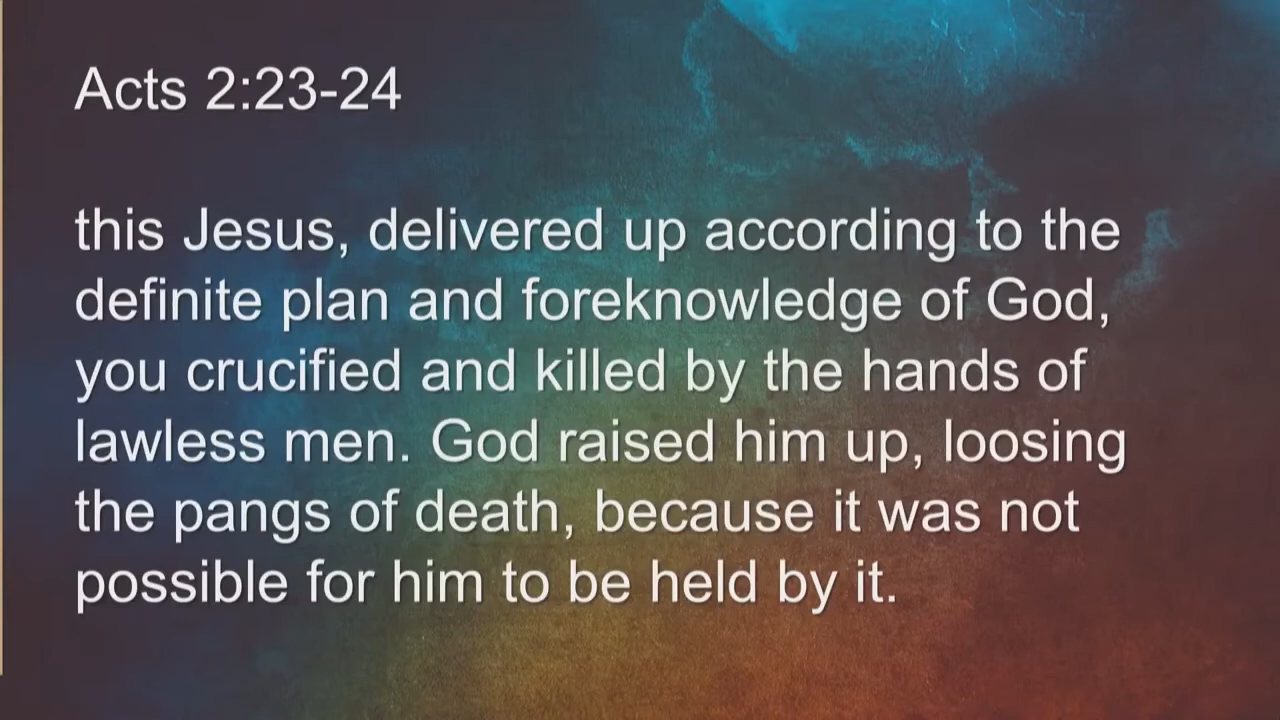 Acts 2:23-24
this Jesus, delivered up according to the
definite plan and foreknowledge of God,
you crucified and killed by the hands of
lawless men. God raised him up, loosing
the pangs of death, because it was not
possible for him to be held by it.